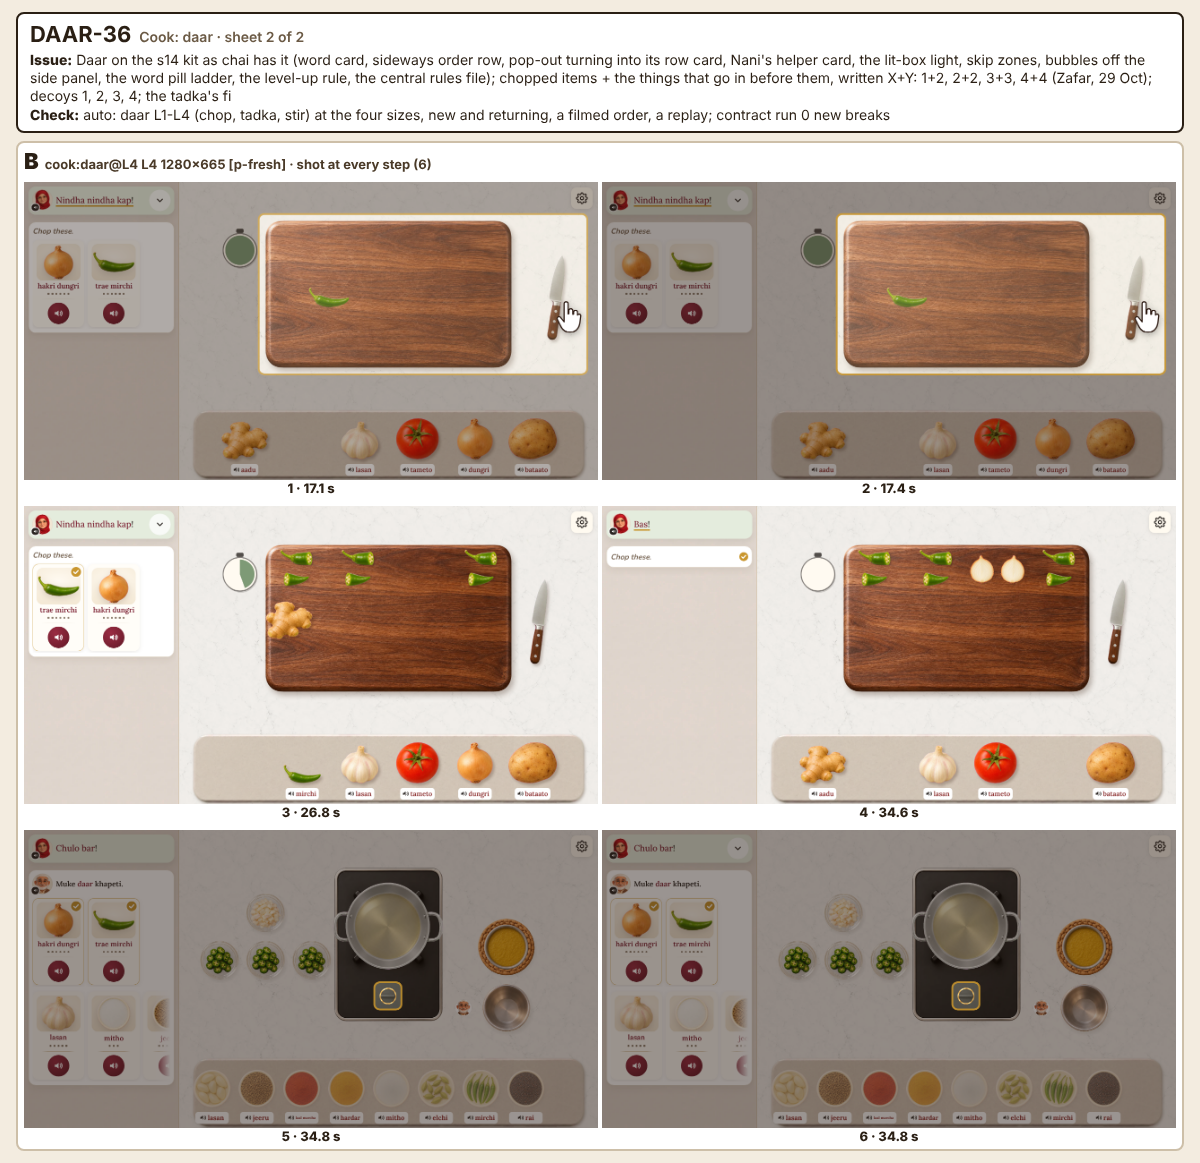 DAAR-36 Cook: daar · sheet 2 of 2
Issue: Daar on the s14 kit as chai has it (word card, sideways order row, pop-out turning into its row card, Nani's helper card, the lit-box light, skip zones, bubbles off the
side panel, the word pill ladder, the level-up rule, the central rules file); chopped items + the things that go in before them, written X+Y: 1+2, 2+2, 3+3, 4+4 (Zafar, 29 Oct);
decoys 1, 2, 3, 4; the tadka's fi
Check: auto: daar L1-L4 (chop, tadka, stir) at the four sizes, new and returning, a filmed order, a replay; contract run 0 new breaks
B cook:daar@L4 L4 1280×665 [p-fresh] · shot at every step (6)
Nindha nindha kap!
Chop these.
hakri dungri
trae mirchi
aadu
lasan
tameto
dungri
bataato
1 · 17.1 s
Nindha nindha kap!
Chop these.
hakri dungri
trae mirchi
aadu
lasan
tameto
dungri
bataato
2 · 17.4 s
Nindha nindha kap!
Chop these.
trae mirchi
hakri dungri
mirchi
lasan
tameto
dungri
bataato
3 · 26.8 s
Bas!
Chop these.
aadu
lasan
tameto
bataato
4 · 34.6 s
Chulo bar!
Muke daar khapeti.
hakri dungri
trae mirchi
lasan
mitho
lasan
jeeru
hardar
mitho
elchi
mirchi
rai
5 · 34.8 s
Chulo bar!
Muke daar khapeti.
hakri dungri
trae mirchi
lasan
mitho
lasan
jeeru
hardar
mitho
elchi
mirchi
rai
6 · 34.8 s